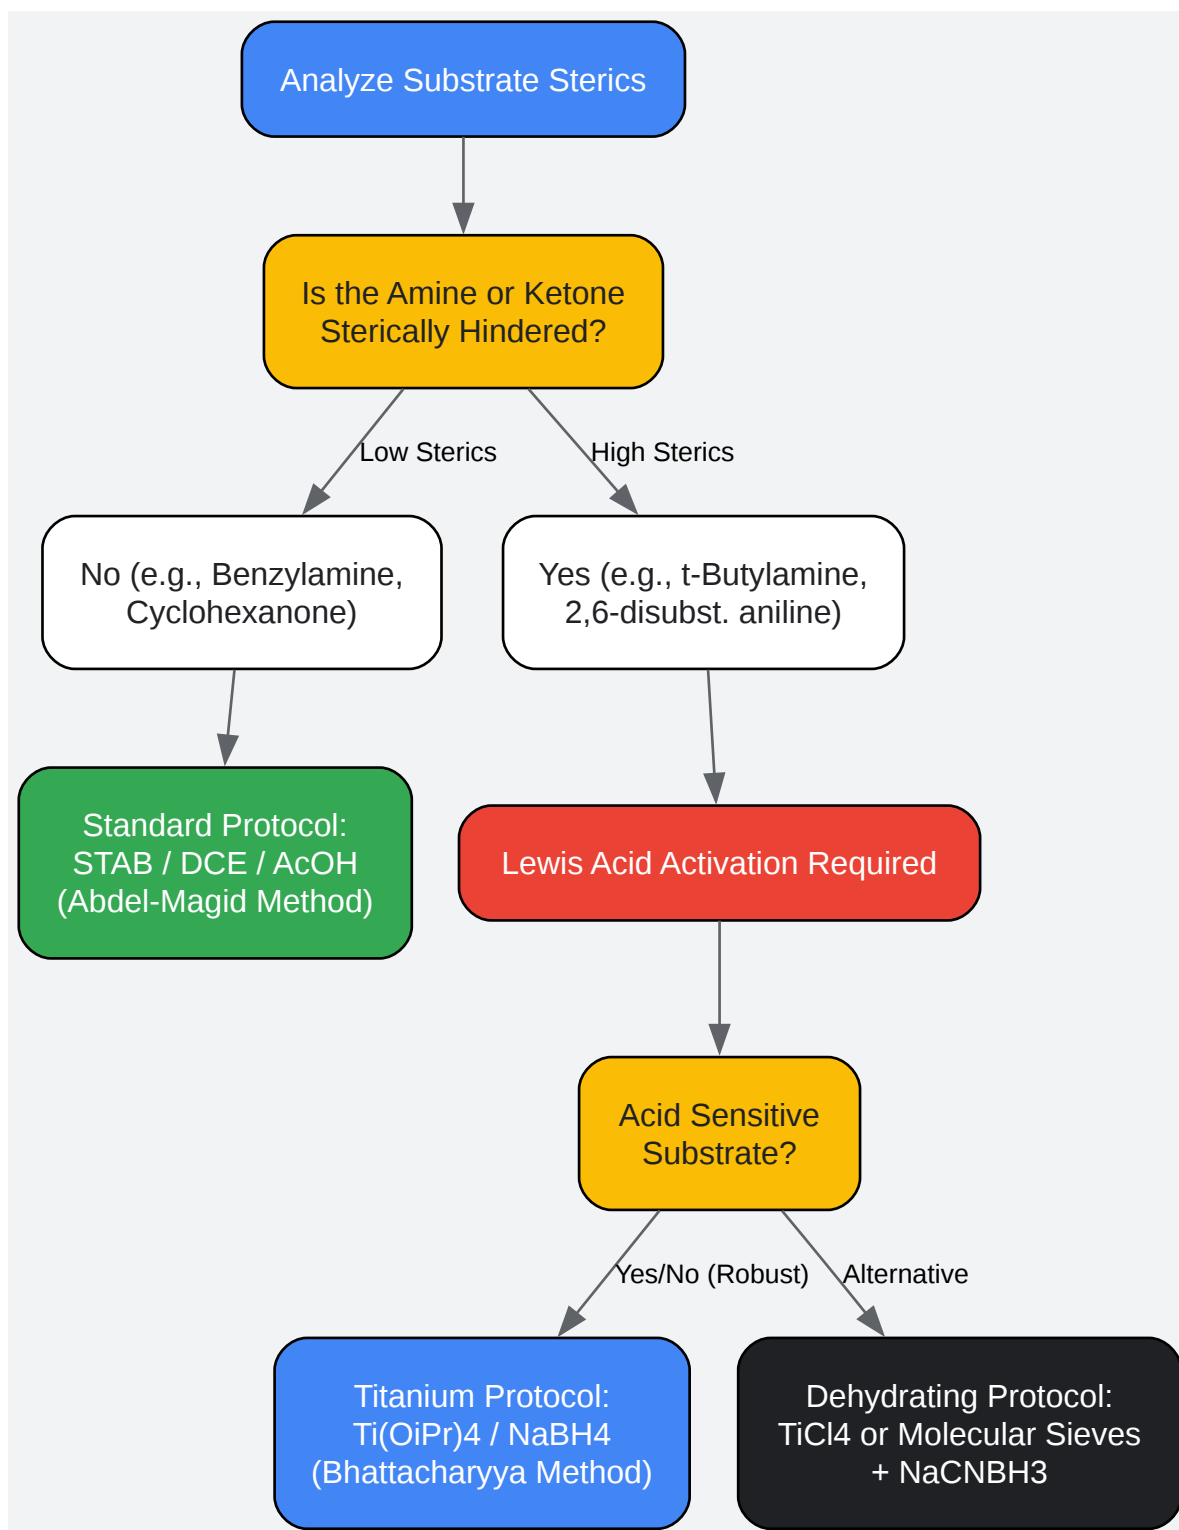 Analyze Substrate Sterics
Is the Amine or Ketone
Sterically Hindered?
Low Sterics
High Sterics
No (e.g., Benzylamine,
Cyclohexanone)
Yes (e.g., t-Butylamine,
2,6-disubst. aniline)
Standard Protocol:
STAB / DCE / AcOH
(Abdel-Magid Method)
Lewis Acid Activation Required
Acid Sensitive
Substrate?
Yes/No (Robust)
Alternative
Titanium Protocol:
Ti(OiPr)4 / NaBH4
(Bhattacharyya Method)
Dehydrating Protocol:
TiCl4 or Molecular Sieves
+ NaCNBH3